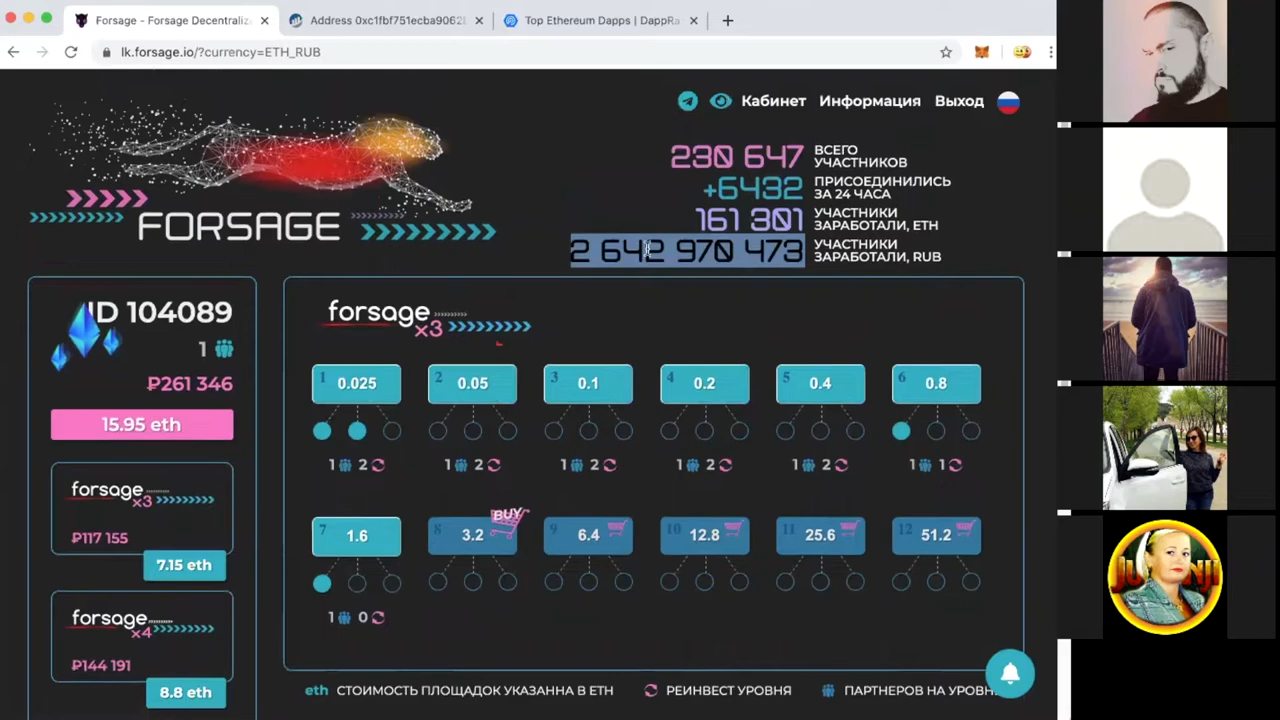 Forsage - Forsage Decentraliz
Address 0xc1fbf751ecba9062
Top Ethereum Dapps | DappRa
lk.forsage.io/?currency=ETH_RUB
Кабинет Информация Выход
230 647 ВСЕГО УЧАСТНИКОВ
+6432 ПРИСОЕДИНИЛИСЬ ЗА 24 ЧАСА
161 301 УЧАСТНИКИ ЗАРАБОТАЛИ, ETH
2 642 970 473 УЧАСТНИКИ ЗАРАБОТАЛИ, RUB
FORSAGE
ID 104089
1
₽261 346
15.95 eth
forsage x3
₽117 155
7.15 eth
forsage x4
₽144 191
8.8 eth
forsage x3
1 0.025 2 0.05 3 0.1 4 0.2 5 0.4 6 0.8
1 2 1 2 1 2 1 2 1 2 1 1
BUY
7 1.6 8 3.2 9 6.4 10 12.8 11 25.6 12 51.2
1 0
eth СТОИМОСТЬ ПЛОЩАДОК УКАЗАННА В ETH РЕИНВЕСТ УРОВНЯ ПАРТНЕРОВ НА УРОВН